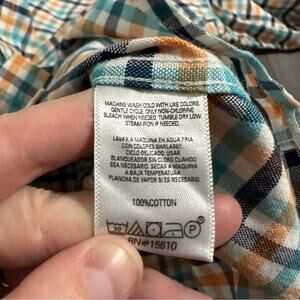 MACHINE WASH COLD WITH LIKE COLORS.
GENTLE CYCLE. ONLY NON-CHLORINE
BLEACH WHEN NEEDED. TUMBLE DRY LOW
STEAM IRON IF NEEDED.
LAVAR A MAQUINA EN AGUA FRIA
CON COLORES SIMILARES
CICLO DELICADO, USAR
BLANQUEADOR SIN CLORO CUANDO
SEA NECESARIO. SECAR A MAQUINA
A BAJA TEMPERATURA
PLANCHA DE VAPOR SI ES NECESARIO
100%COTTON
30
P
RN#15610